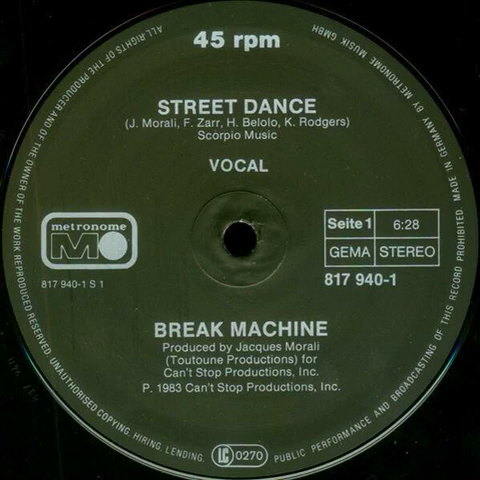 45 rpm
STREET DANCE
(J. Morali, F. Zarr, H. Belolo, K. Rodgers)
Scorpio Music
VOCAL
metronome
M
817 940-1 S 1
Seite 1 6:28
GEMA STEREO
817 940-1
BREAK MACHINE
Produced by Jacques Morali
(Toutoune Productions) for
Can't Stop Productions, Inc.
P. 1983 Can't Stop Productions, Inc.
LC 0270
ALL RIGHTS OF THE PRODUCER AND OF THE OWNER OF THE WORK REPRODUCED RESERVED. UNAUTHORISED COPYING, HIRING, LENDING, PUBLIC PERFORMANCE AND BROADCASTING OF THIS RECORD PROHIBITED MADE IN GERMANY BY METRONOME MUSIK GMBH